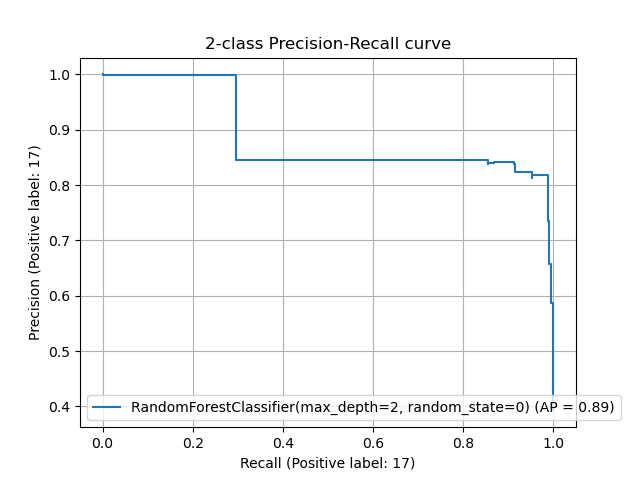 2-class Precision-Recall curve
Precision (Positive label: 17)
1.0
0.9
0.8
0.7
0.6
0.5
0.4
RandomForestClassifier(max_depth=2, random_state=0) (AP = 0.89)
0.0 0.2 0.4 0.6 0.8 1.0
Recall (Positive label: 17)